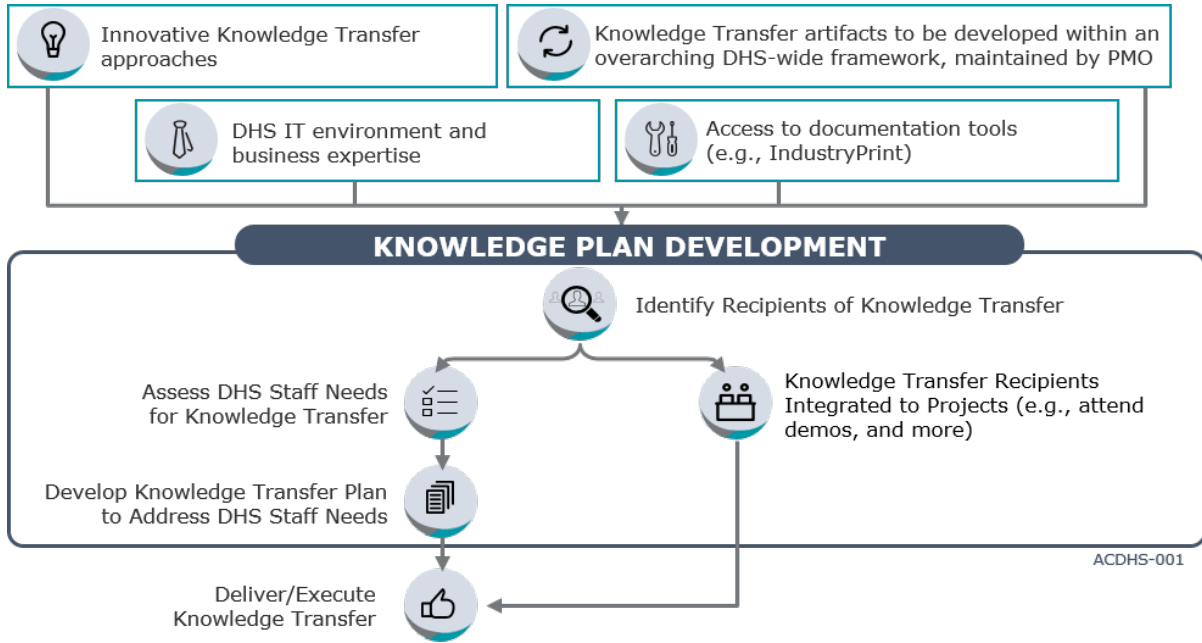 Innovative Knowledge Transfer
approaches
Knowledge Transfer artifacts to be developed within an
overarching DHS-wide framework, maintained by PMO
DHS IT environment and
business expertise
Access to documentation tools
(e.g., IndustryPrint)
KNOWLEDGE PLAN DEVELOPMENT
Identify Recipients of Knowledge Transfer
Assess DHS Staff Needs
for Knowledge Transfer
Knowledge Transfer Recipients
Integrated to Projects (e.g., attend
demos, and more)
Develop Knowledge Transfer Plan
to Address DHS Staff Needs
ACDHS-001
Deliver/Execute
Knowledge Transfer